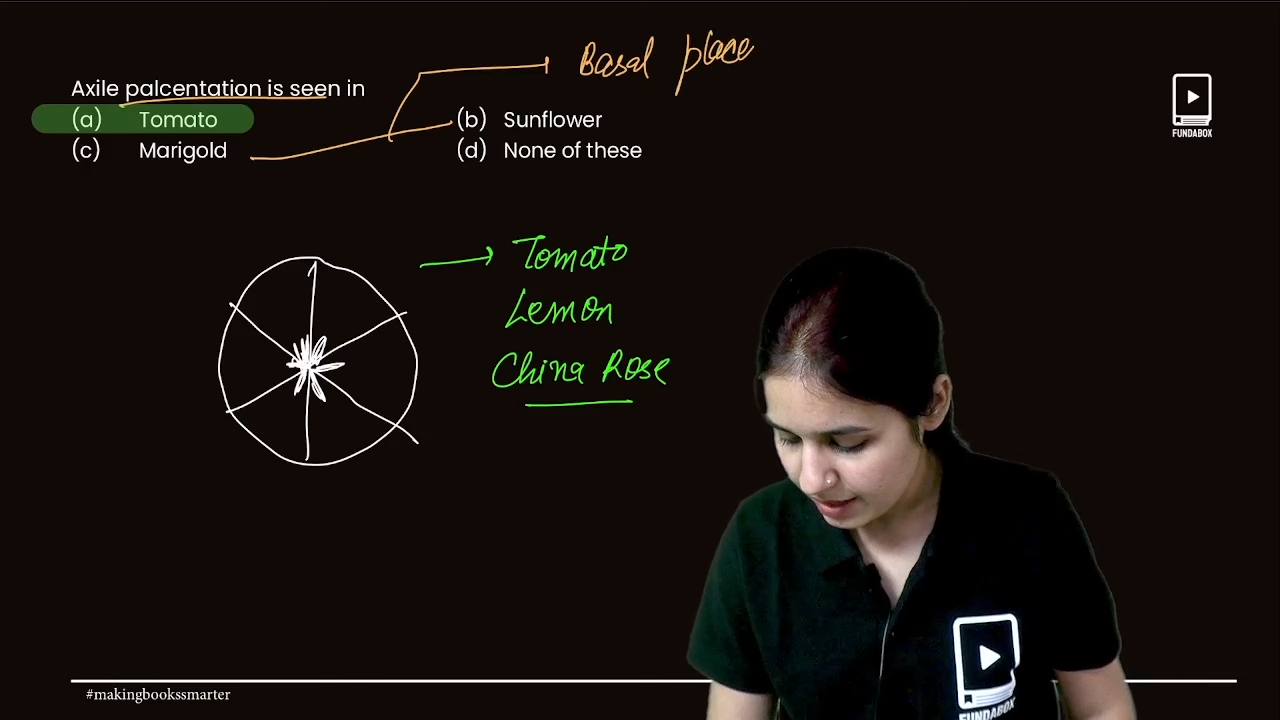 Basal place
Axile palcentation is seen in
(a) Tomato
(b) Sunflower
(c) Marigold
(d) None of these
FUNDABOX
Tomato
Lemon
China Rose
FUNDABOX
#makingbookssmarter